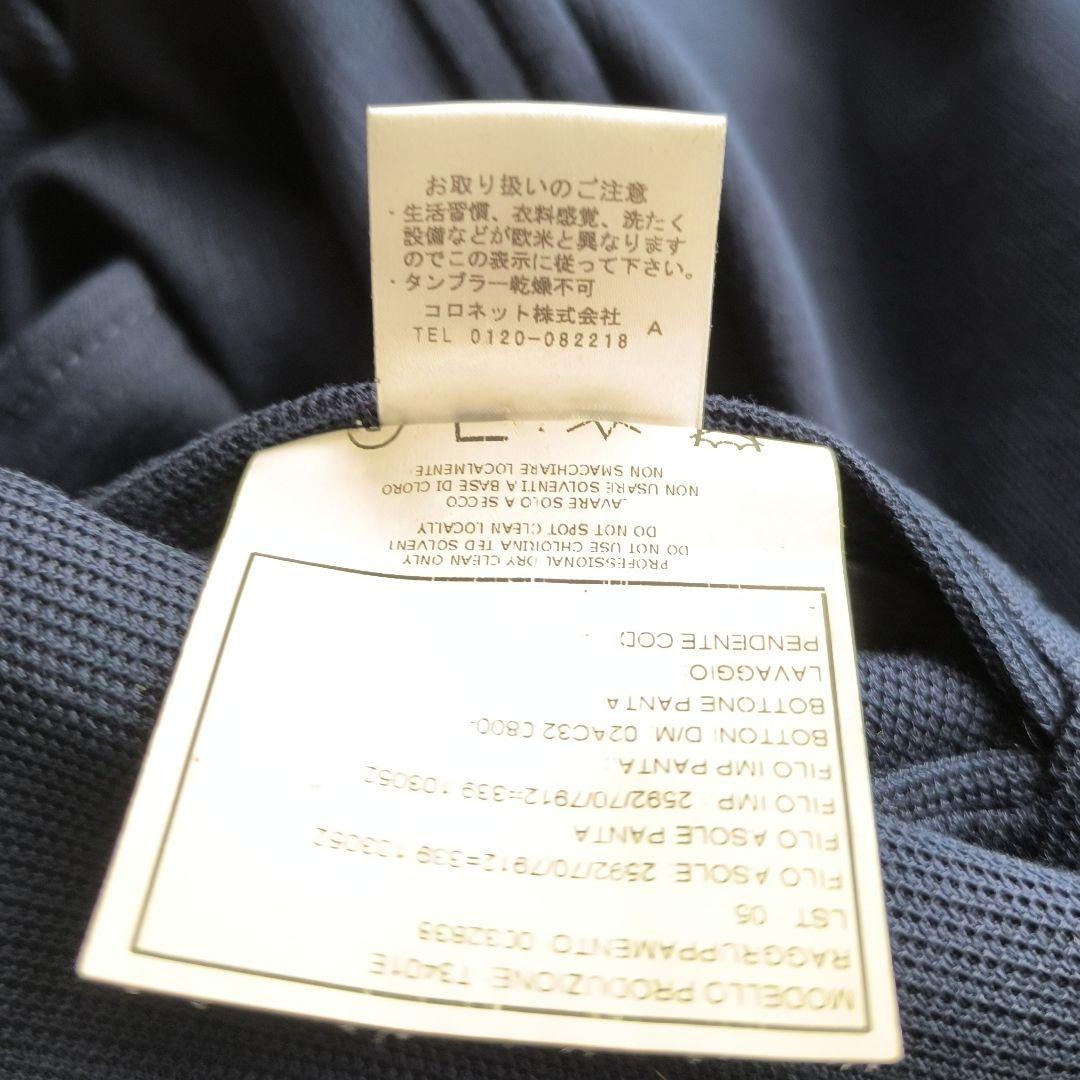 お取り扱いのご注意
・生活習慣、衣料感覚、洗たく
設備などが欧米と異なります
のでこの表示に従って下さい。
・タンブラー乾燥不可
コロネット株式会社 A
TEL 0120-082218
MODELLO PRODUZIONE: T3401E
RAGGRUPPAMENTO
LST 05
FILO ASOLE: 2592/70/7912=339 103052
FILO ASOLE PANTA
FILO IMP: 2592/70/7912=339 103052
FILO IMP PANTA:
BOTTONI D/M:
BOTTONE PANTA
LAVAGGIO:
PENDENTE COD
PROFESSIONAL DRY CLEAN ONLY
DO NOT USE CHLORINATED SOLVENT
DO NOT SPOT CLEAN LOCALLY
LAVARE SOLO A SECCO
NON USARE SOLVENTI A BASE DI CLORO
NON SMACCHIARE LOCALMENTE